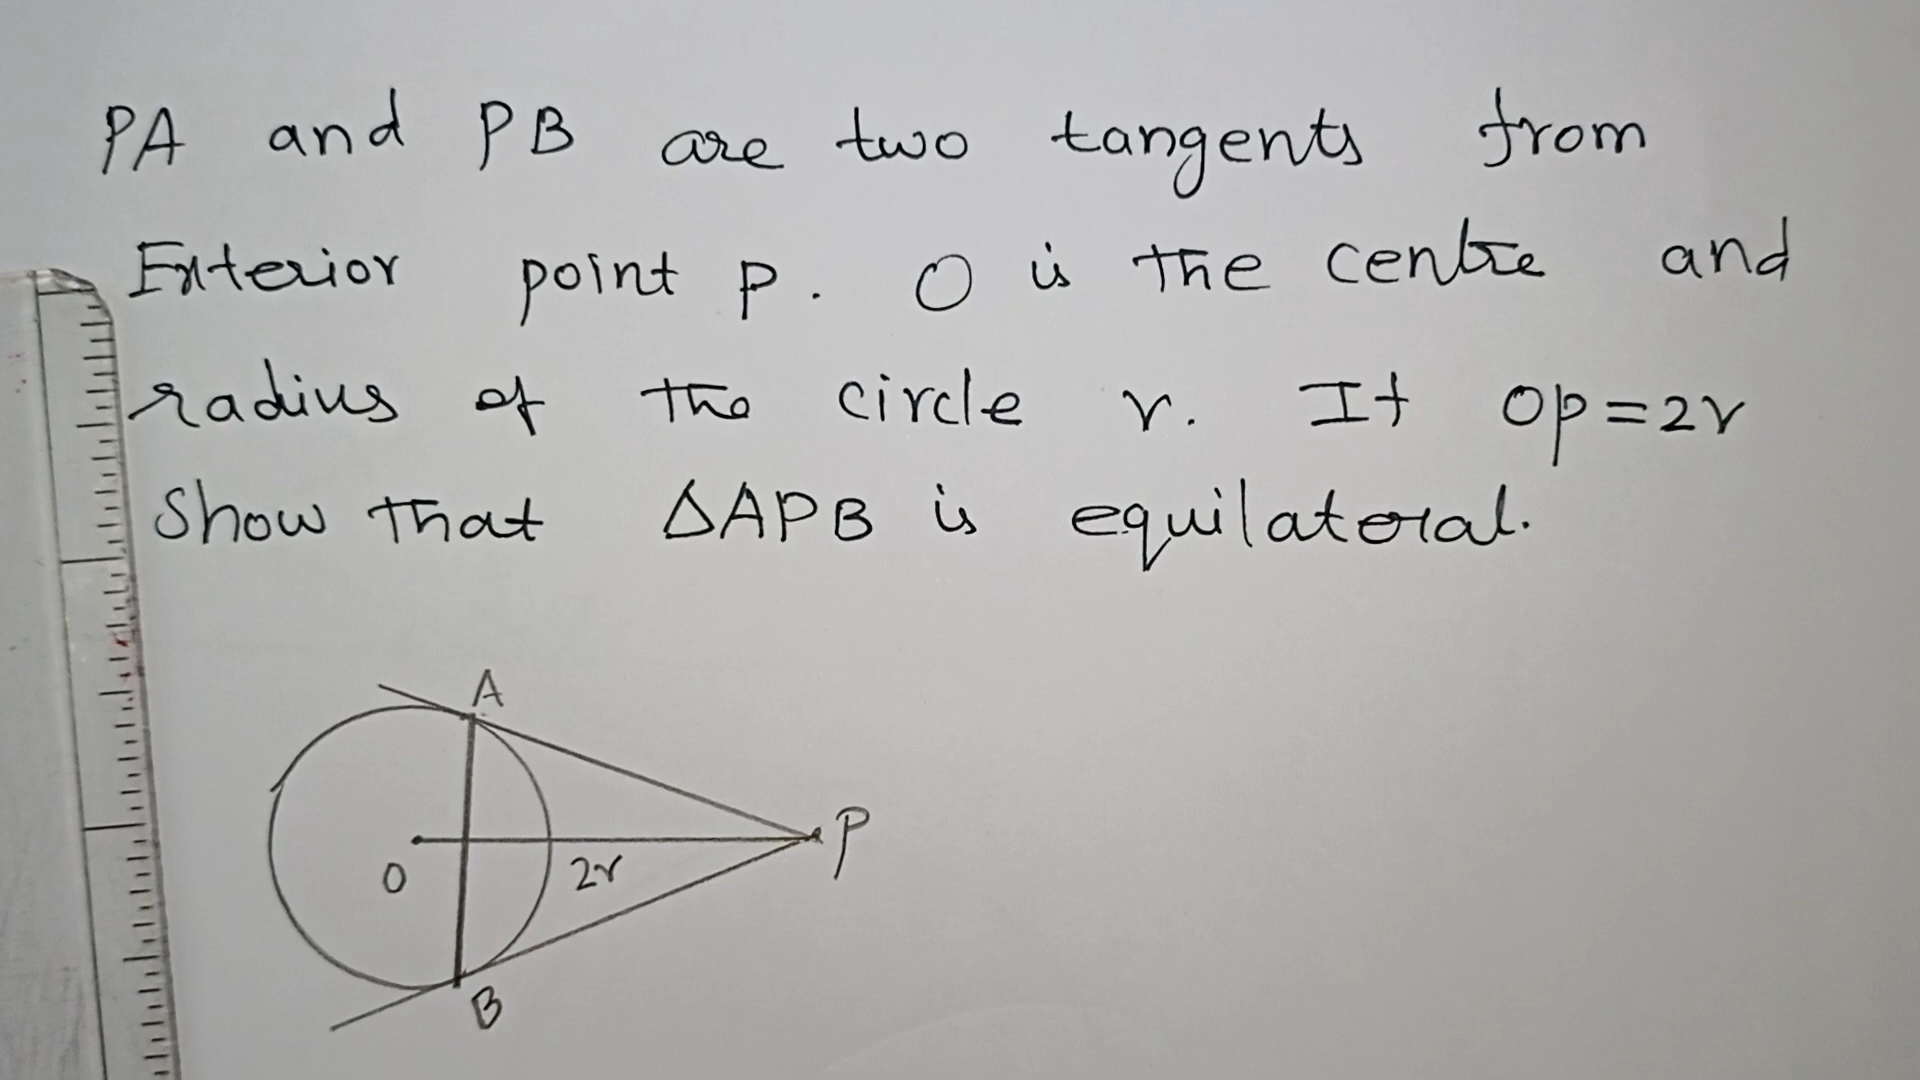 PA and PB are two tangents from
Exterior point P. O is the centre and
radius of the circle r. If OP=2r
Show that ΔAPB is equilateral.
A
P
O
2r
B